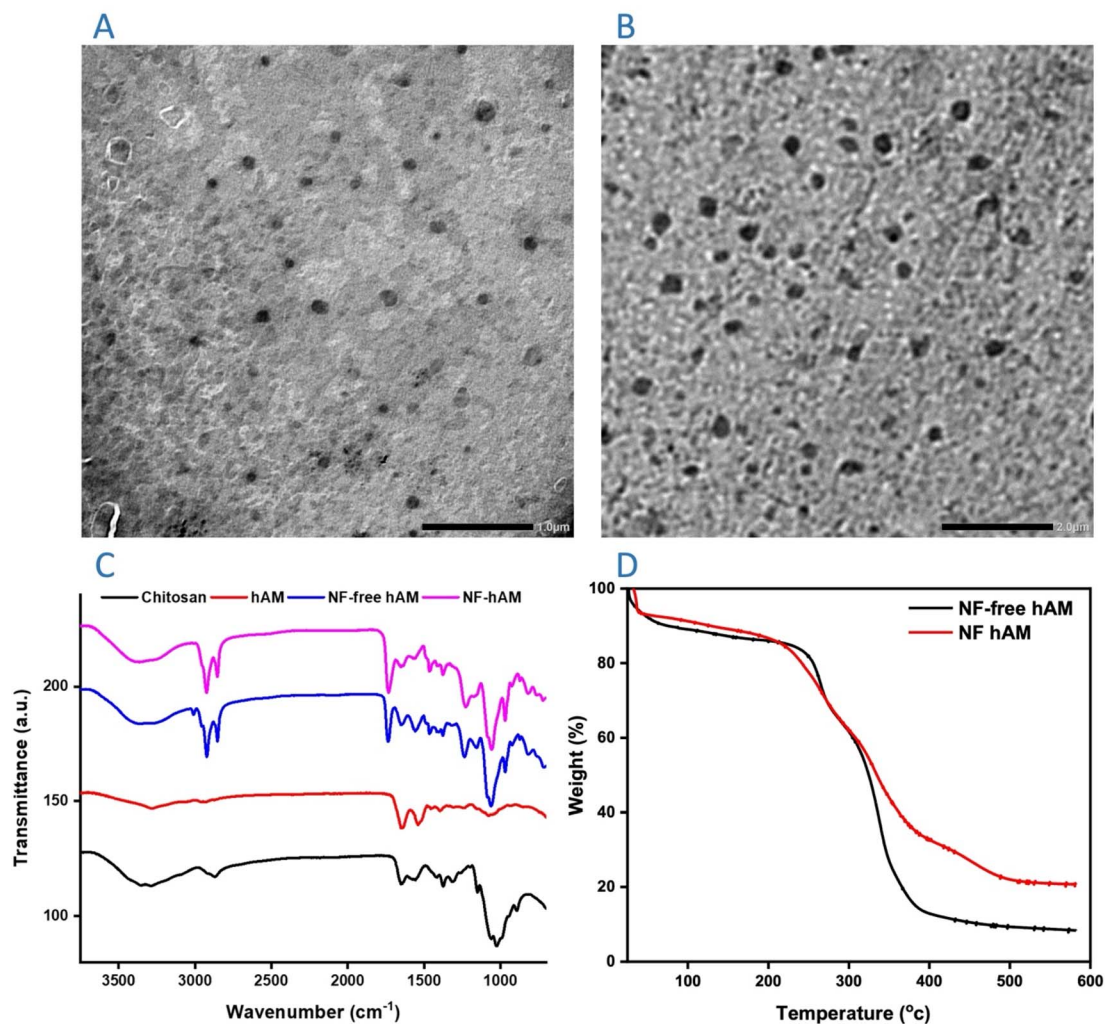 A
B
1.0µm
2.0µm
C
D
Chitosan hAM NF-free hAM NF-hAM
200
150
100
Transmittance (a.u.)
3500 3000 2500 2000 1500 1000
Wavenumber (cm⁻¹)
NF-free hAM
NF hAM
100
80
60
40
20
0
Weight (%)
100 200 300 400 500 600
Temperature (ᵒc)